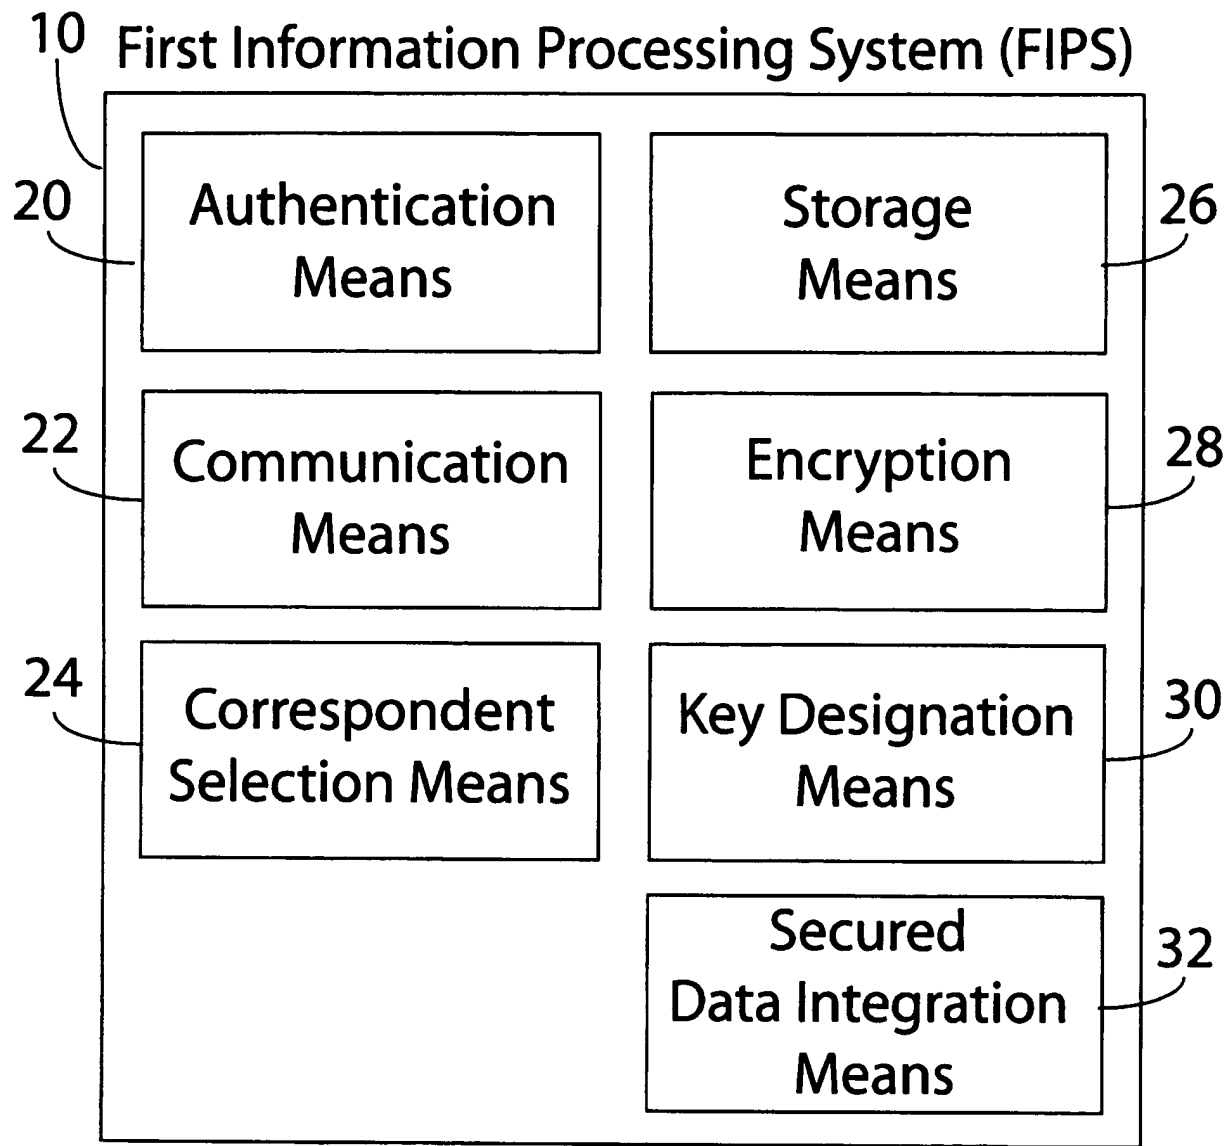 10
First Information Processing System (FIPS)
20
Authentication
Means
Storage
Means
26
22
Communication
Means
Encryption
Means
28
24
Correspondent
Selection Means
Key Designation
Means
30
Secured
Data Integration
Means
32